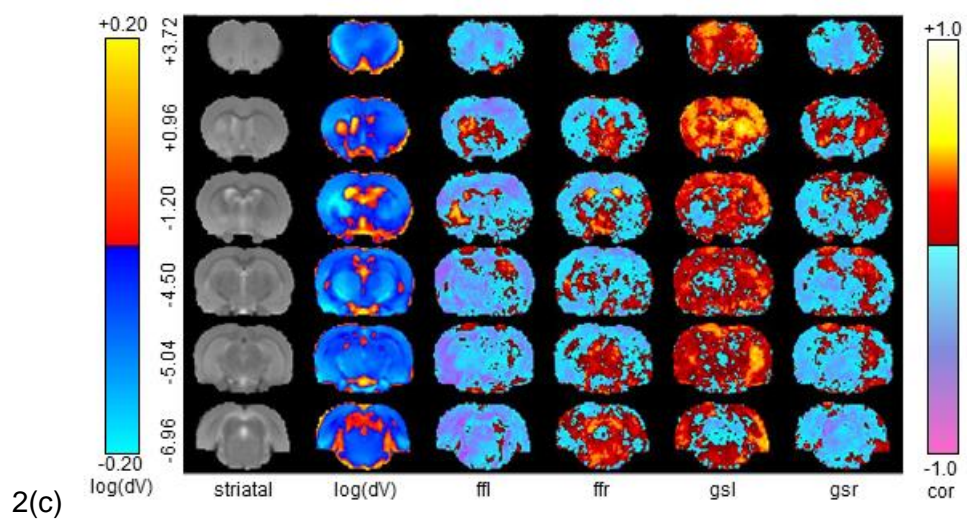 +0.20
+3.72
+0.96
-1.20
-4.50
-5.04
-6.96
-0.20
log(dV)
striatal log(dV) ffl ffr gsl gsr
+1.0
-1.0
cor
2(c)